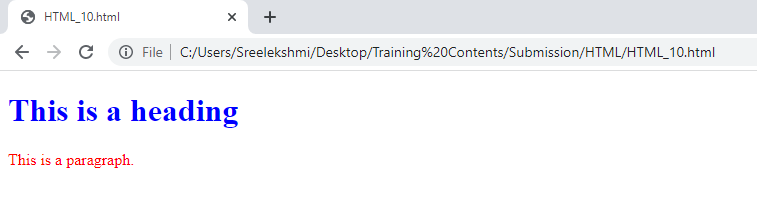 HTML_10.html
File | C:/Users/Sreelekshmi/Desktop/Training%20Contents/Submission/HTML/HTML_10.html
This is a heading
This is a paragraph.